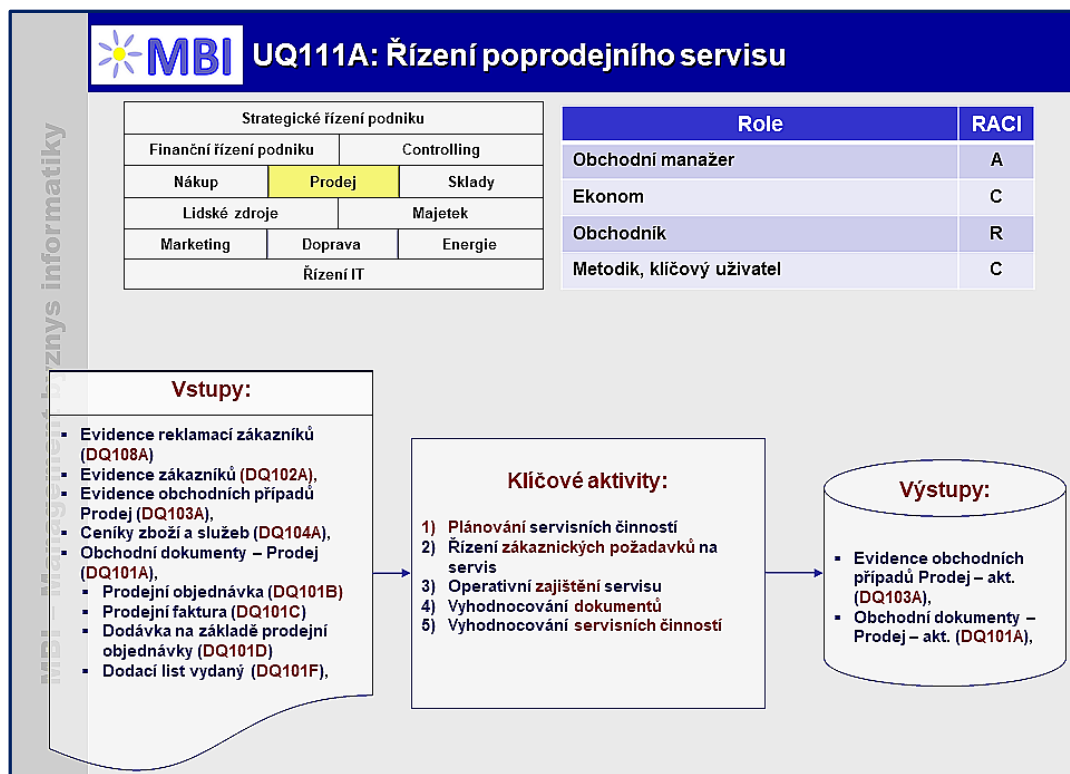 MBI
UQ111A: Řízení poprodejního servisu
MBI – Management byznys informatiky
Strategické řízení podniku
Finanční řízení podniku
Controlling
Nákup
Prodej
Sklady
Lidské zdroje
Majetek
Marketing
Doprava
Energie
Řízení IT
Role RACI
Obchodní manažer A
Ekonom C
Obchodník R
Metodik, klíčový uživatel C
Vstupy:
▪ Evidence reklamací zákazníků
(DQ108A)
▪ Evidence zákazníků (DQ102A),
▪ Evidence obchodních případů
Prodej (DQ103A),
▪ Ceníky zboží a služeb (DQ104A),
▪ Obchodní dokumenty – Prodej
(DQ101A),
▪ Prodejní objednávka (DQ101B)
▪ Prodejní faktura (DQ101C)
▪ Dodávka na základě prodejní
objednávky (DQ101D)
▪ Dodací list vydaný (DQ101F),
Klíčové aktivity:
1) Plánování servisních činností
2) Řízení zákaznických požadavků na
servis
3) Operativní zajištění servisu
4) Vyhodnocování dokumentů
5) Vyhodnocování servisních činností
Výstupy:
▪ Evidence obchodních
případů Prodej – akt.
(DQ103A),
▪ Obchodní dokumenty –
Prodej – akt. (DQ101A),